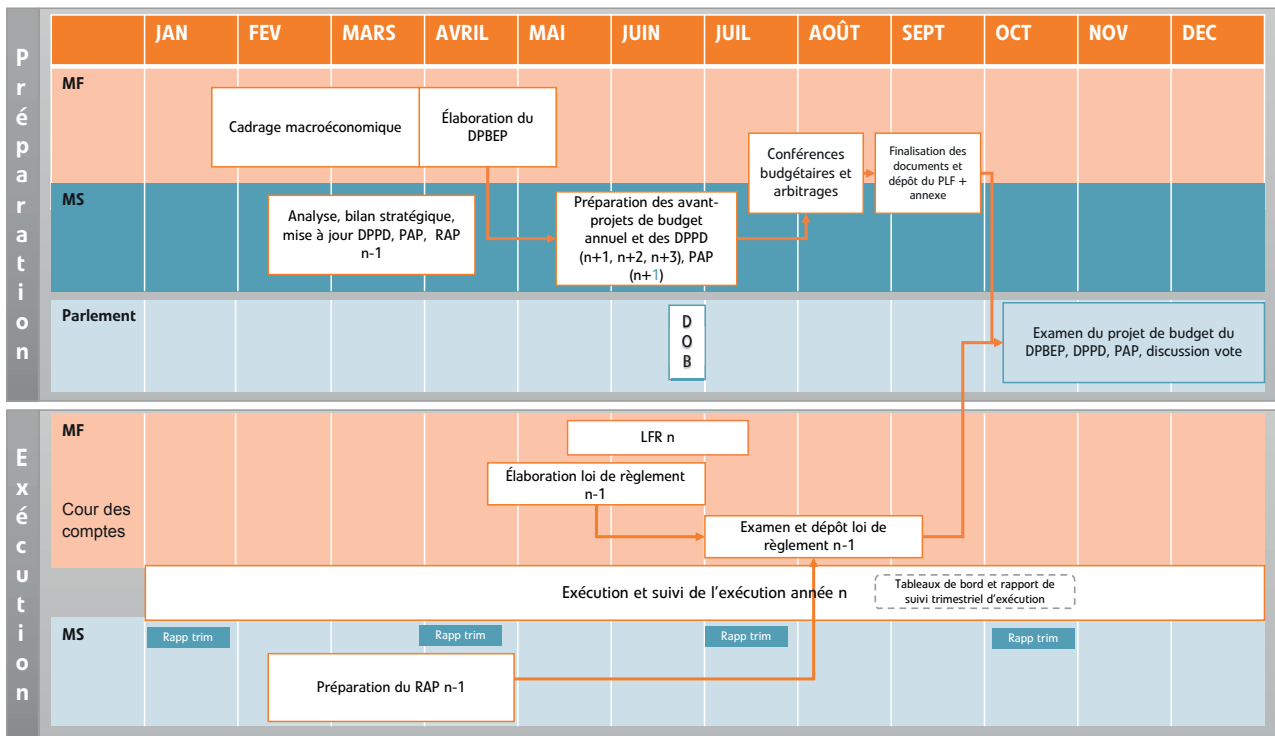 Préparation
JAN FEV MARS AVRIL MAI JUIN JUIL AOÛT SEPT OCT NOV DEC
MF
Cadrage macroéconomique
Élaboration du
DPBEP
Conférences
budgétaires et
arbitrages
Finalisation des
documents et
dépôt du PLF +
annexe
MS
Analyse, bilan stratégique,
mise à jour DPPD, PAP, RAP
n-1
Préparation des avant-
projets de budget
annuel et des DPPD
(n+1, n+2, n+3), PAP
(n+1)
Parlement
DOB
Examen du projet de budget du
DPBEP, DPPD, PAP, discussion vote
Exécution
MF
LFR n
Élaboration loi de règlement
n-1
Cour des
comptes
Examen et dépôt loi de
règlement n-1
Exécution et suivi de l'exécution année n
Tableaux de bord et rapport de
suivi trimestriel d'exécution
MS
Rapp trim Rapp trim Rapp trim Rapp trim
Préparation du RAP n-1